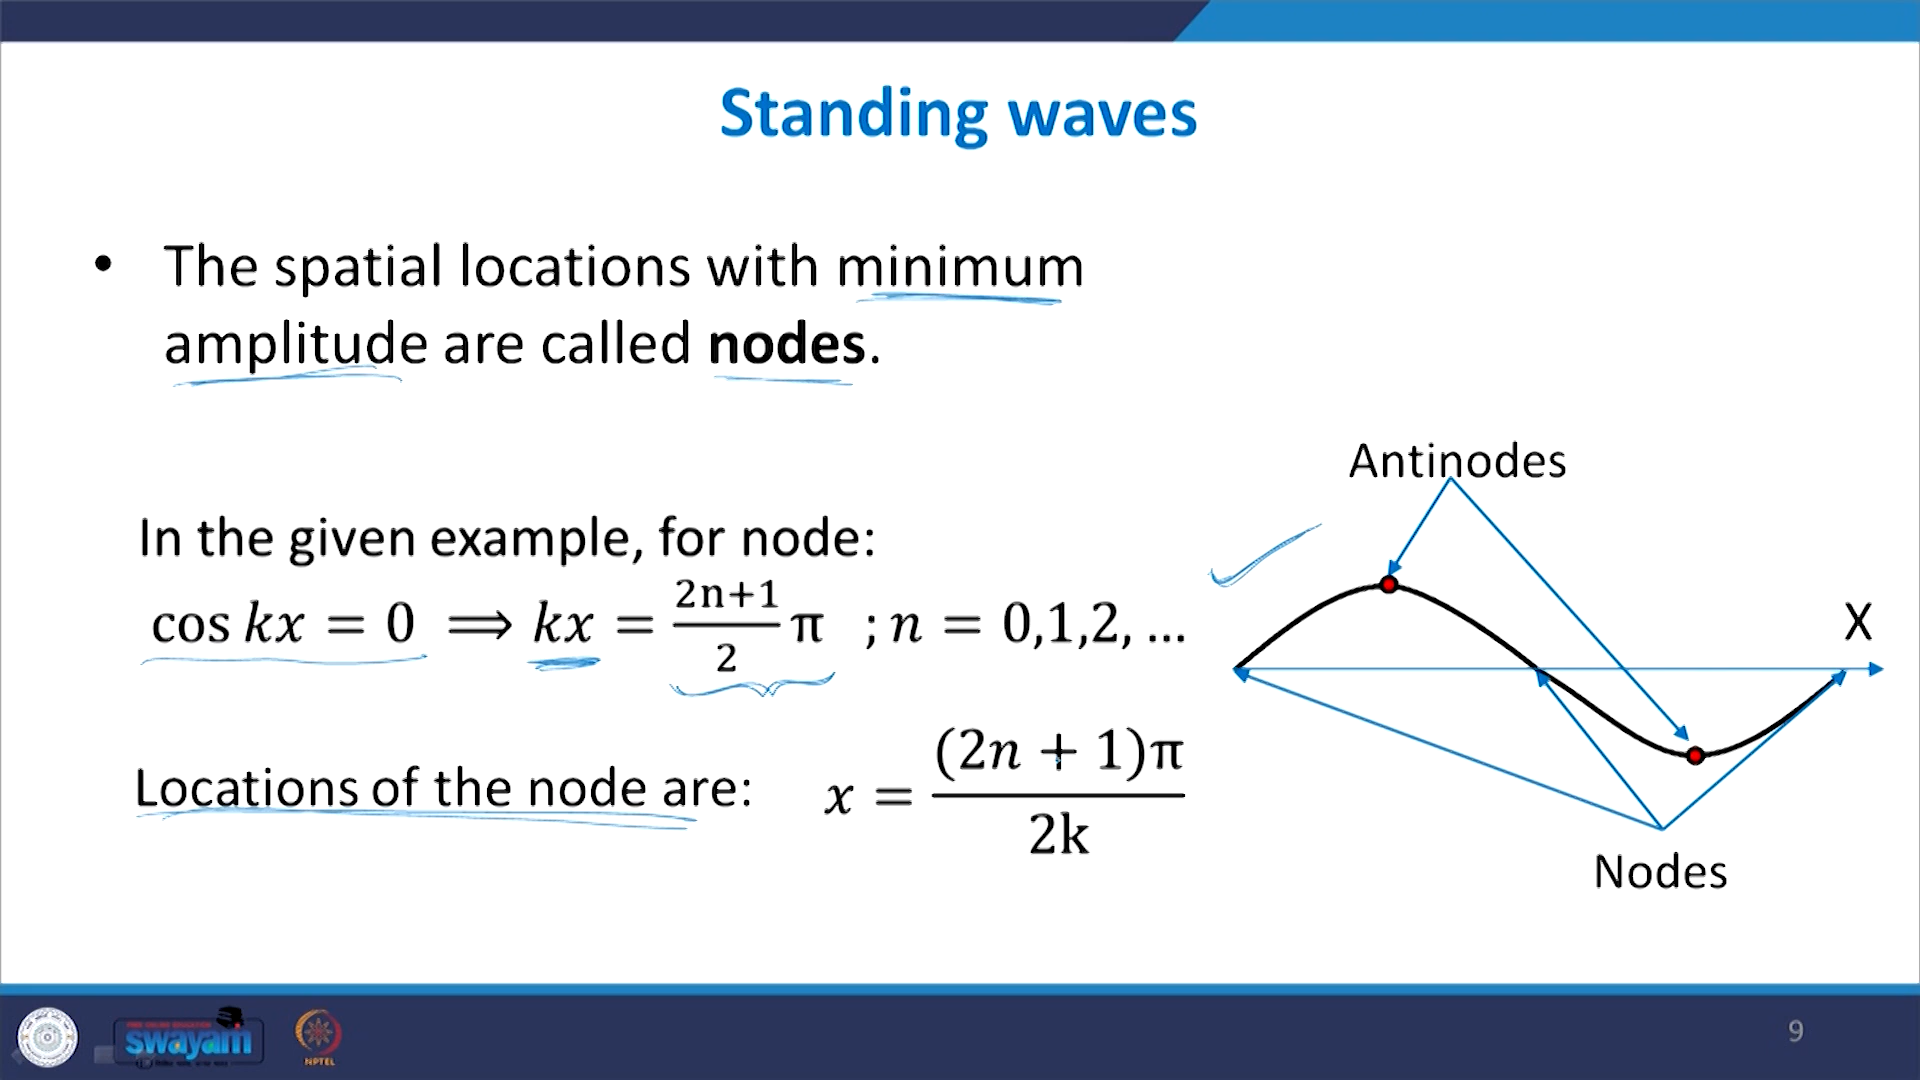 Standing waves
• The spatial locations with minimum
amplitude are called nodes.
Antinodes
In the given example, for node:
cos kx = 0 ⟹ kx = (2n+1)/2 π ; n = 0,1,2, ...
X
Locations of the node are: x = (2n + 1)π / 2k
Nodes
swayam
NPTEL
9